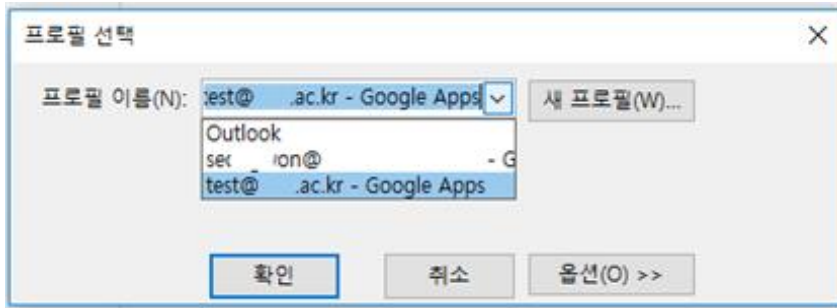 프로필 선택
프로필 이름(N): test@ .ac.kr - Google Apps 새 프로필(W)...
Outlook
on@ - G
test@ .ac.kr - Google Apps
확인 취소 옵션(O) >>